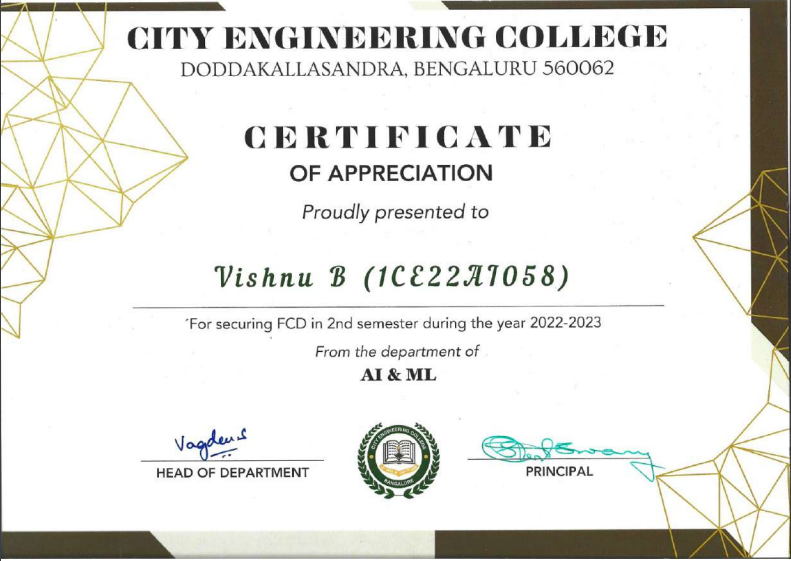 CITY ENGINEERING COLLEGE
DODDAKALLASANDRA, BENGALURU 560062
CERTIFICATE
OF APPRECIATION
Proudly presented to
Vishnu B (1CE22AI058)
For securing FCD in 2nd semester during the year 2022-2023
From the department of
AI & ML
HEAD OF DEPARTMENT
CITY ENGINEERING COLLEGE
BANGALORE
PRINCIPAL